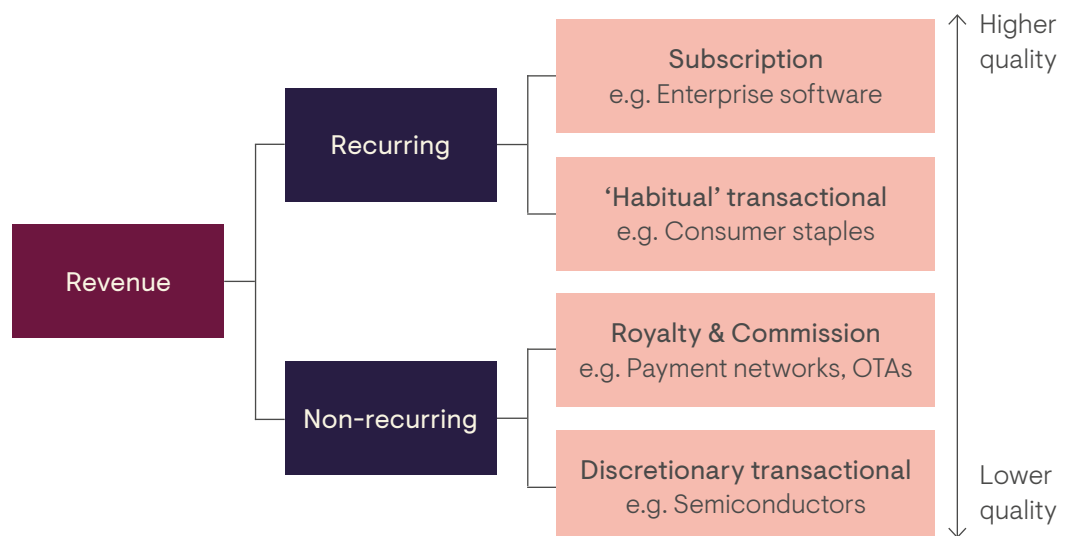 Higher
quality
Subscription
e.g. Enterprise software
Recurring
‘Habitual’ transactional
e.g. Consumer staples
Revenue
Royalty & Commission
e.g. Payment networks, OTAs
Non-recurring
Discretionary transactional
e.g. Semiconductors
Lower
quality